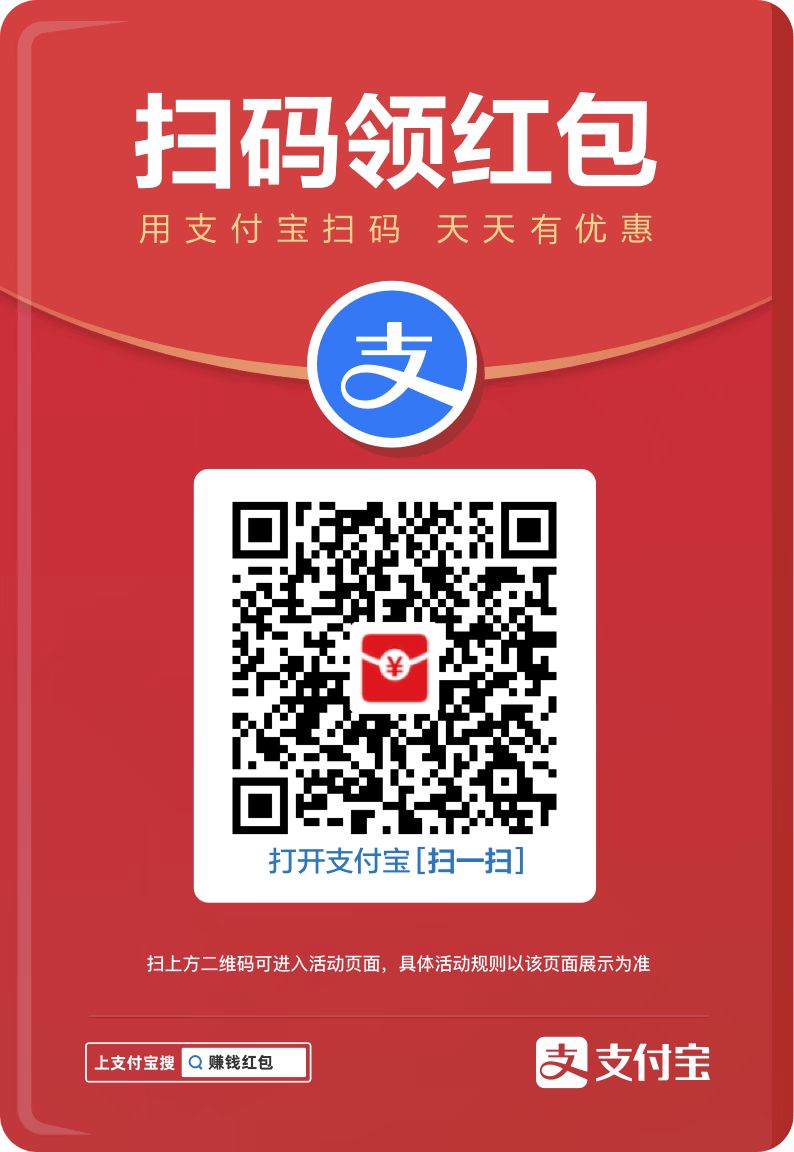 扫码领红包
用支付宝扫码 天天有优惠
支
¥
打开支付宝[扫一扫]
扫上方二维码可进入活动页面，具体活动规则以该页面展示为准
上支付宝搜 赚钱红包
支 支付宝